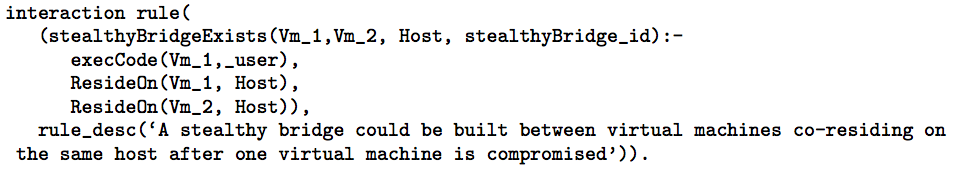 interaction rule(
(stealthyBridgeExists(Vm_1,Vm_2, Host, stealthyBridge_id):-
execCode(Vm_1,_user),
ResideOn(Vm_1, Host),
ResideOn(Vm_2, Host)),
rule_desc(‘A stealthy bridge could be built between virtual machines co-residing on
the same host after one virtual machine is compromised’)).